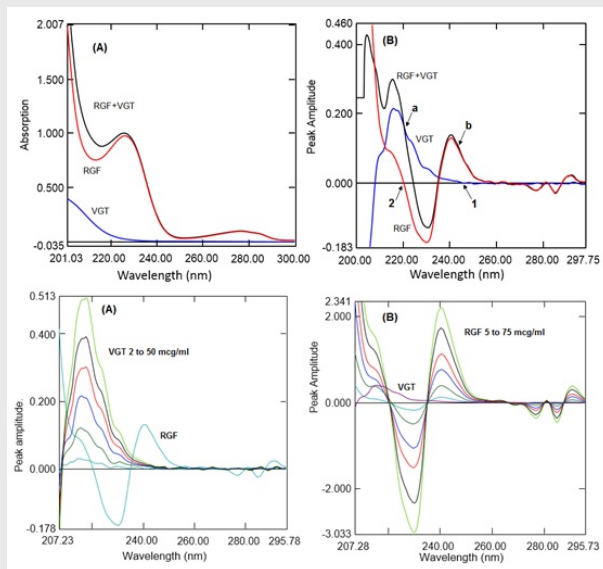 2.007
1.500
1.000
0.500
-0.035
Absorption
(A)
RGF+VGT
RGF
VGT
201.03 220.00 240.00 260.00 280.00 300.00
Wavelength (nm)
0.460
0.400
0.200
0.000
-0.183
Peak Amplitude
(B)
RGF+VGT
a
VGT
b
2
RGF
1
200.00 220.00 240.00 260.00 280.00 297.75
Wavelength (nm)
0.513
0.400
0.200
0.000
-0.178
Peak amplitude.
(A)
VGT 2 to 50 mcg/ml
RGF
207.23 240.00 260.00 280.00 295.78
Wavelength (nm)
2.341
2.000
0.000
-2.000
-3.033
Peak Amplitude
(B)
RGF 5 to 75 mcg/ml
VGT
207.28 240.00 260.00 280.00 295.73
Wavelength (nm)